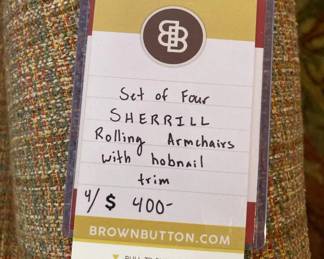 BB
Set of Four
SHERRILL
Rolling Armchairs
with hobnail
trim
4/ $ 400-
BROWNBUTTON.COM